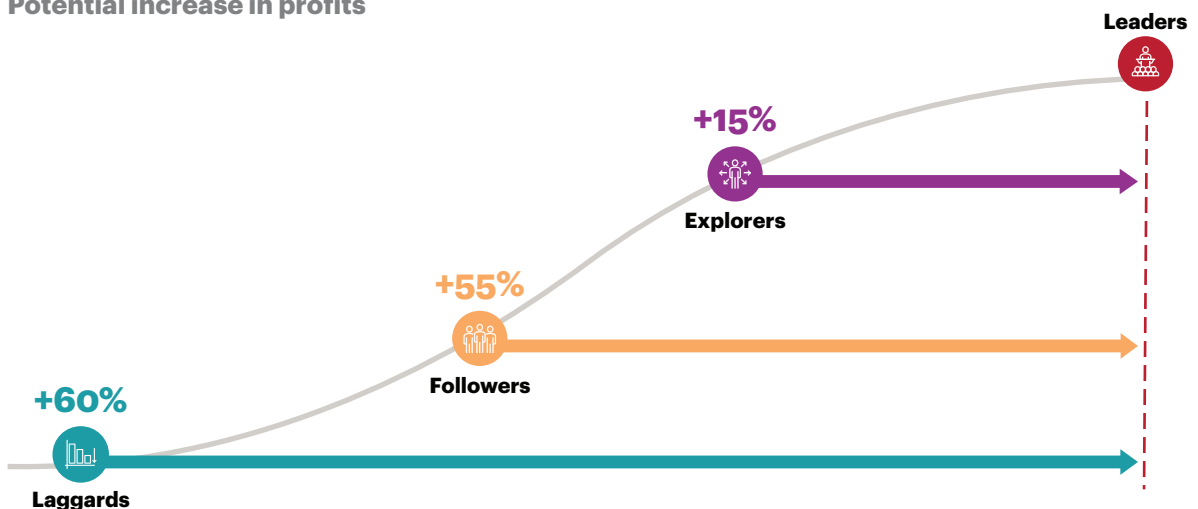 Potential increase in profits
Leaders
+15%
Explorers
+55%
Followers
+60%
Laggards